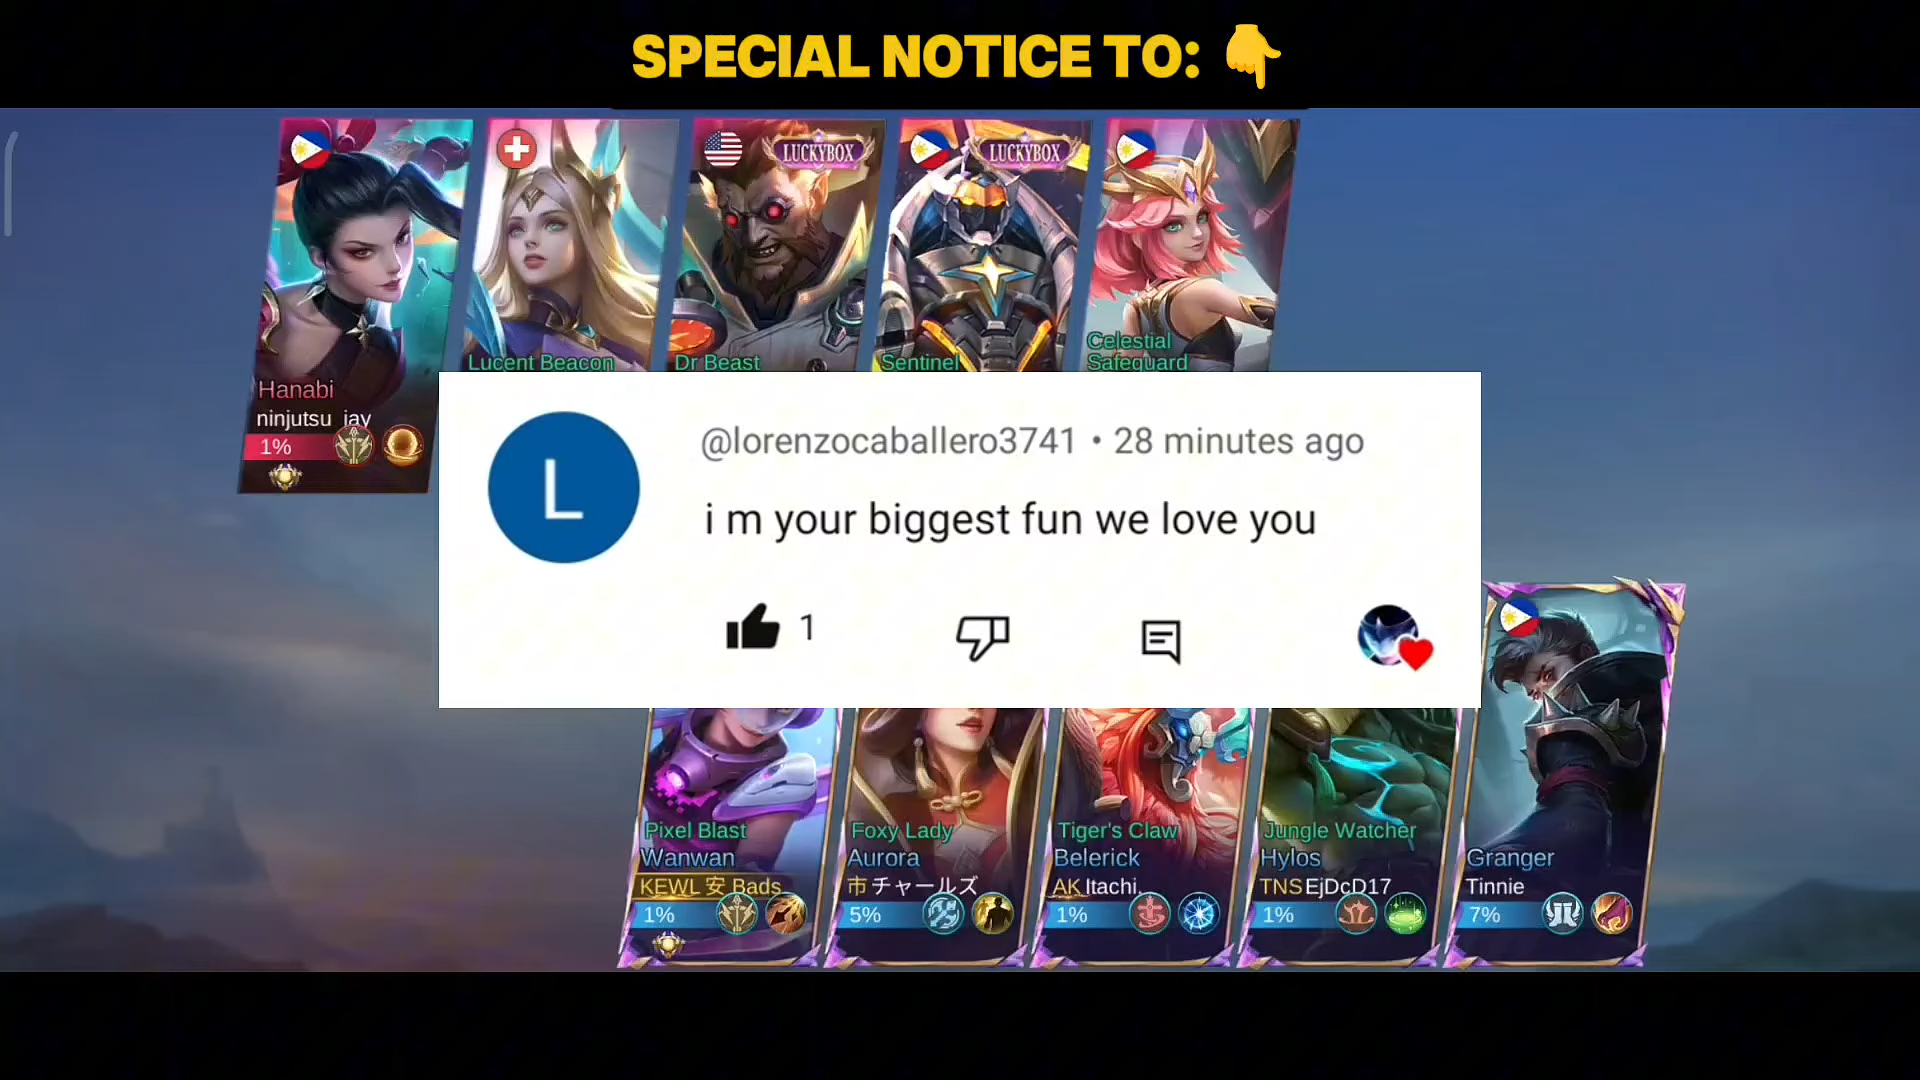 SPECIAL NOTICE TO: 👇
LUCKYBOX
LUCKYBOX
Lucent Beacon
Dr Beast
Sentinel
Celestial
Safeguard
Hanabi
ninjutsu jay
1%
@lorenzocaballero3741 • 28 minutes ago
L
i m your biggest fun we love you
1
Pixel Blast
Wanwan
KEWL 安 Bads
1%
Foxy Lady
Aurora
市 チャールズ
5%
Tiger's Claw
Belerick
AK Itachi.
1%
Jungle Watcher
Hylos
TNS EjDcD17
1%
Granger
Tinnie
7%